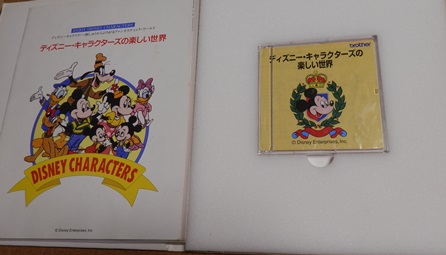 ディズニー・キャラクターズの楽しい世界
DISNEY CHARACTERS
© Disney Enterprises, Inc.
brother
ディズニー・キャラクターズの
楽しい世界
© Disney Enterprises, Inc.